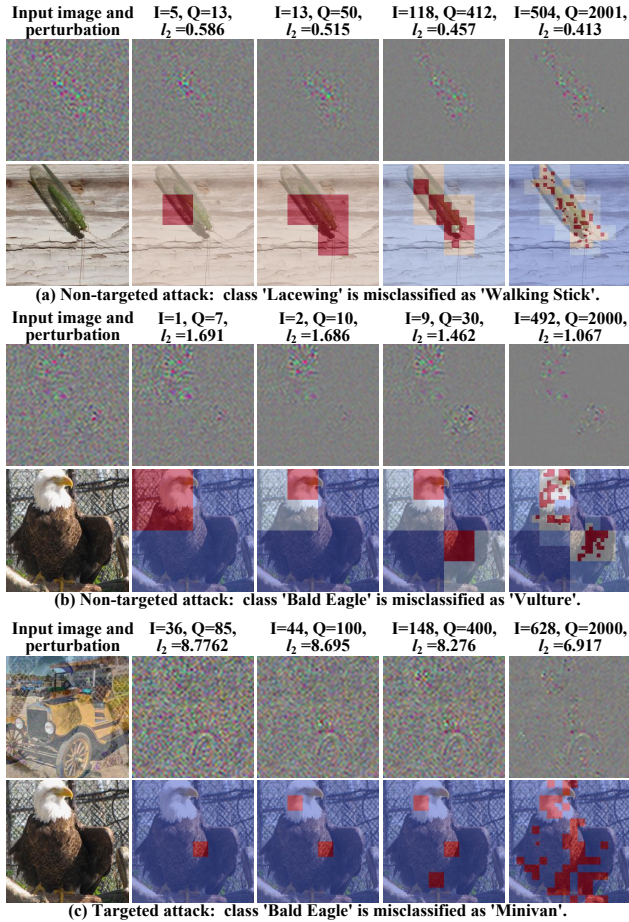 Input image and I=5, Q=13, I=13, Q=50, I=118, Q=412, I=504, Q=2001,
perturbation l₂ =0.586 l₂ =0.515 l₂ =0.457 l₂ =0.413
(a) Non-targeted attack: class 'Lacewing' is misclassified as 'Walking Stick'.
Input image and I=1, Q=7, I=2, Q=10, I=9, Q=30, I=492, Q=2000,
perturbation l₂ =1.691 l₂ =1.686 l₂ =1.462 l₂ =1.067
(b) Non-targeted attack: class 'Bald Eagle' is misclassified as 'Vulture'.
Input image and I=36, Q=85, I=44, Q=100, I=148, Q=400, I=628, Q=2000,
perturbation l₂ =8.7762 l₂ =8.695 l₂ =8.276 l₂ =6.917
(c) Targeted attack: class 'Bald Eagle' is misclassified as 'Minivan'.